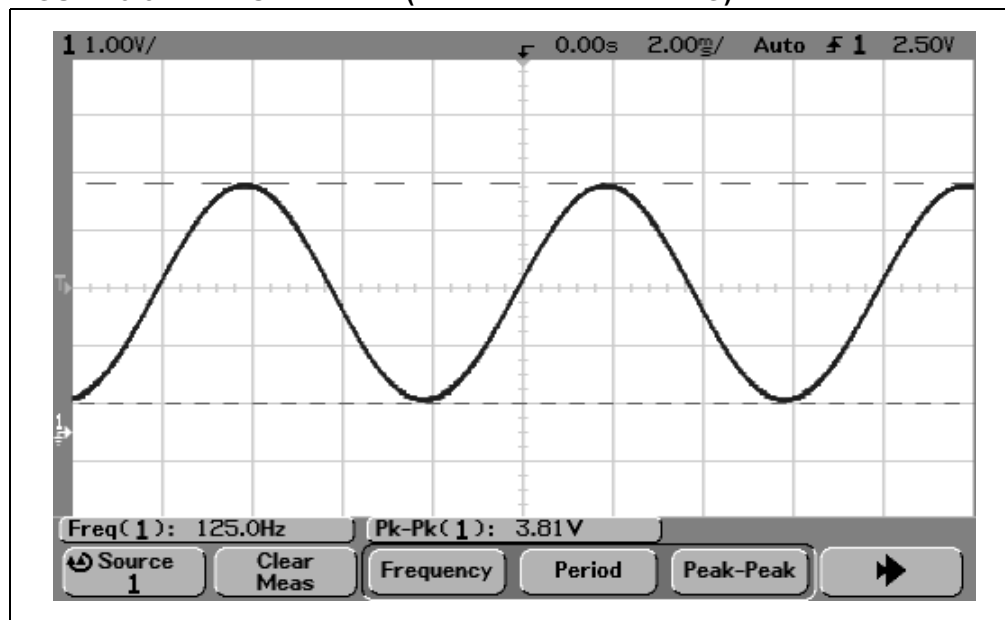 1 1.00V/ 0.00s 2.00ms/ Auto 1 2.50V
T
1
Freq(1): 125.0Hz Pk-Pk(1): 3.81V
Source 1 Clear Meas Frequency Period Peak-Peak